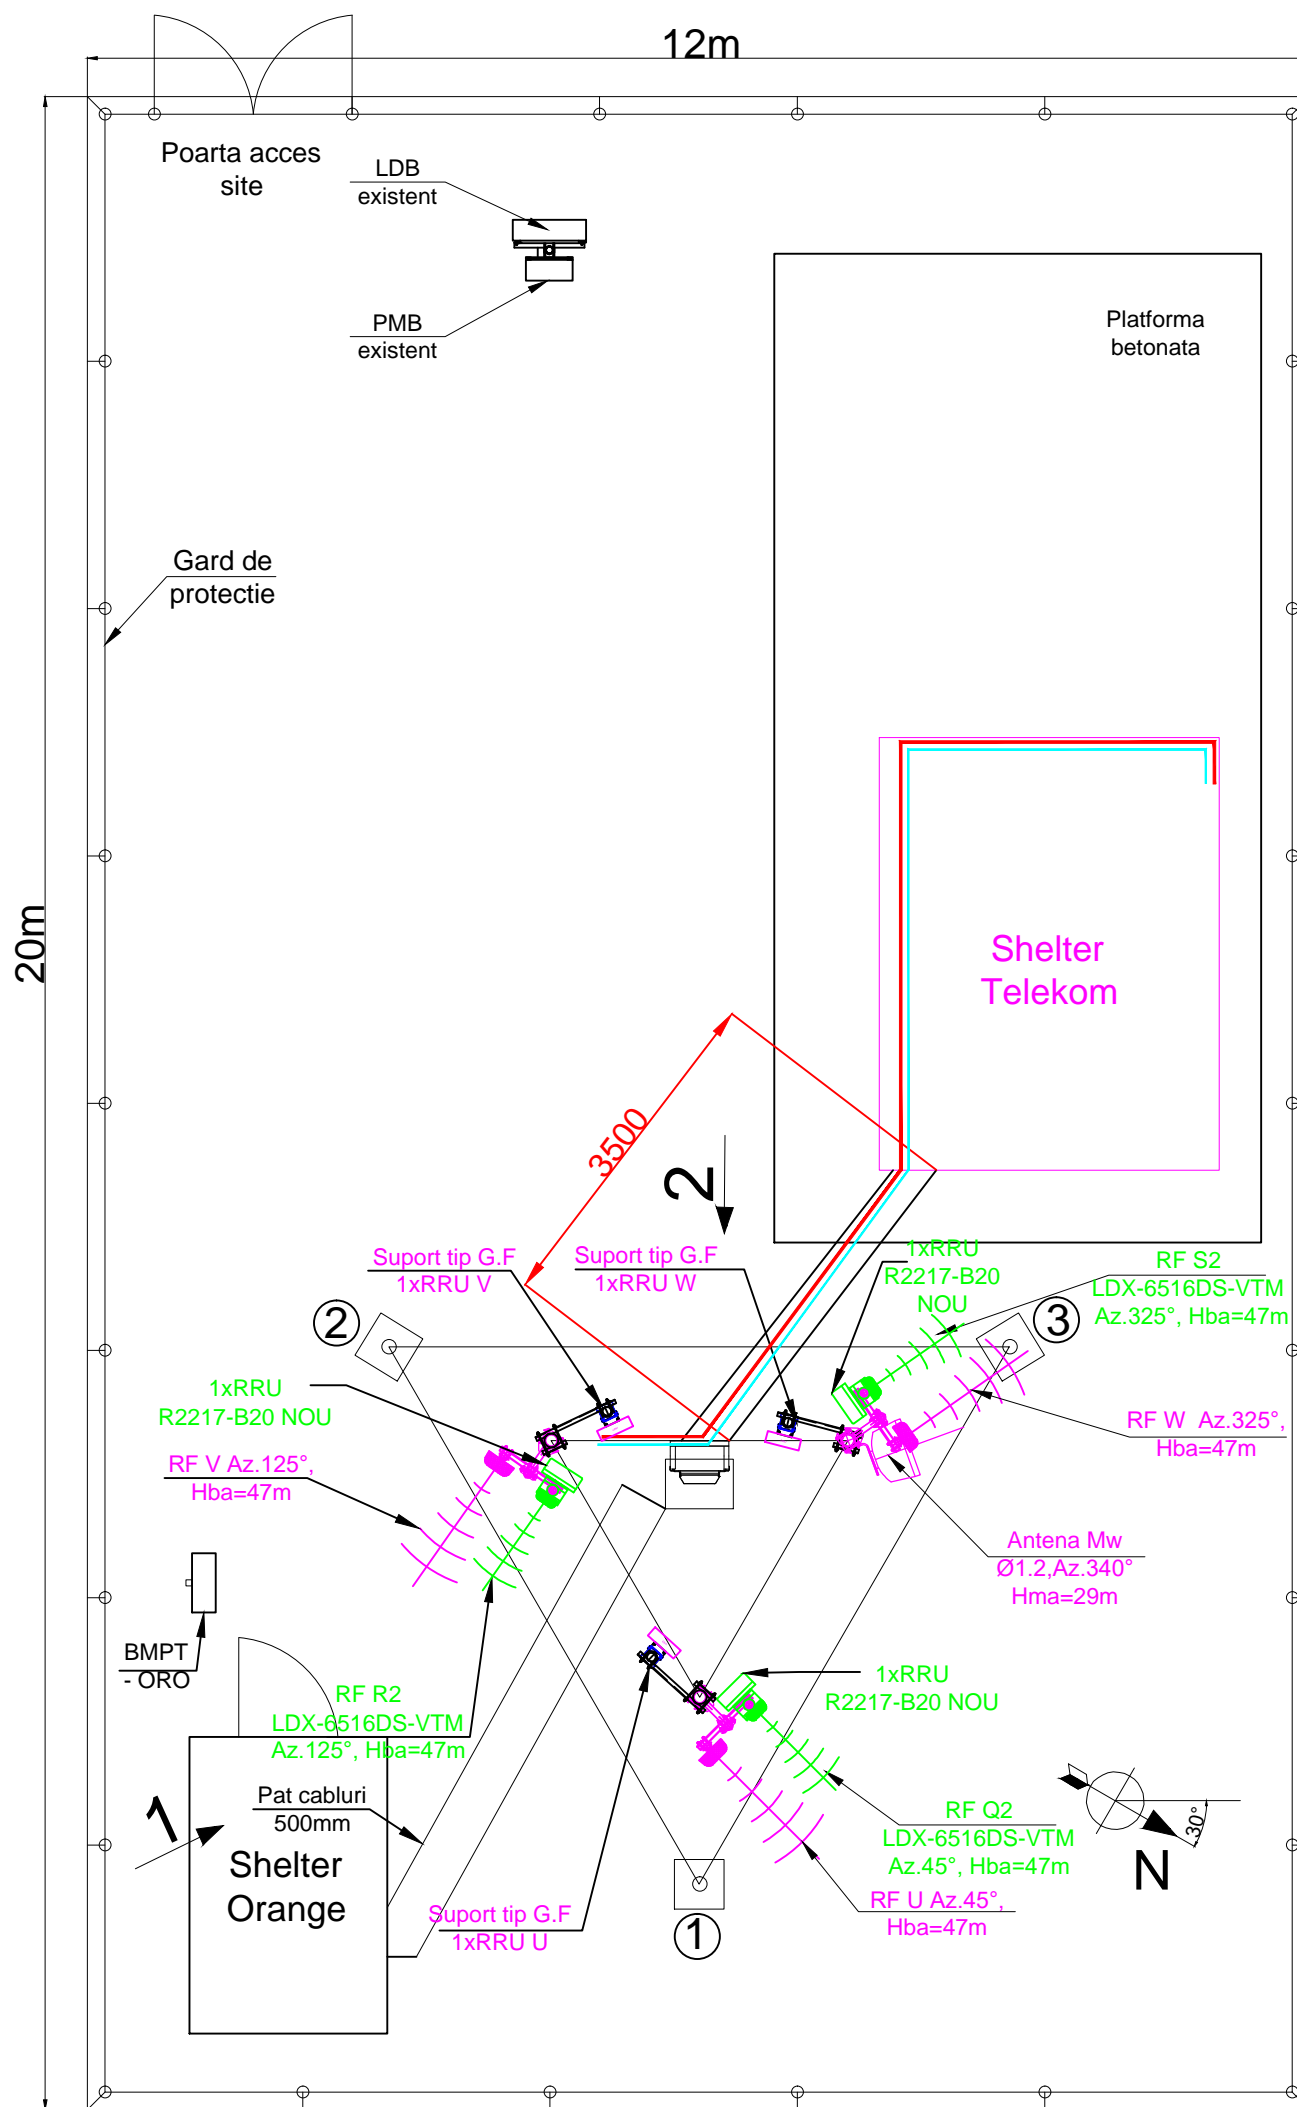 12m
Poarta acces
site
LDB
existent
PMB
existent
Platforma
betonata
Gard de
protectie
20m
Shelter
Telekom
3500
2
Suport tip G.F
1xRRU V
Suport tip G.F
1xRRU W
1xRRU
R2217-B20
NOU
RF S2
LDX-6516DS-VTM
Az.325°, Hba=47m
2
3
1xRRU
R2217-B20 NOU
RF W Az.325°,
Hba=47m
RF V Az.125°,
Hba=47m
Antena Mw
Ø1.2,Az.340°
Hma=29m
BMPT
- ORO
RF R2
LDX-6516DS-VTM
Az.125°, Hba=47m
1xRRU
R2217-B20 NOU
Pat cabluri
500mm
1
Shelter
Orange
RF Q2
LDX-6516DS-VTM
Az.45°, Hba=47m
30°
N
RF U Az.45°,
Hba=47m
Suport tip G.F
1xRRU U
1